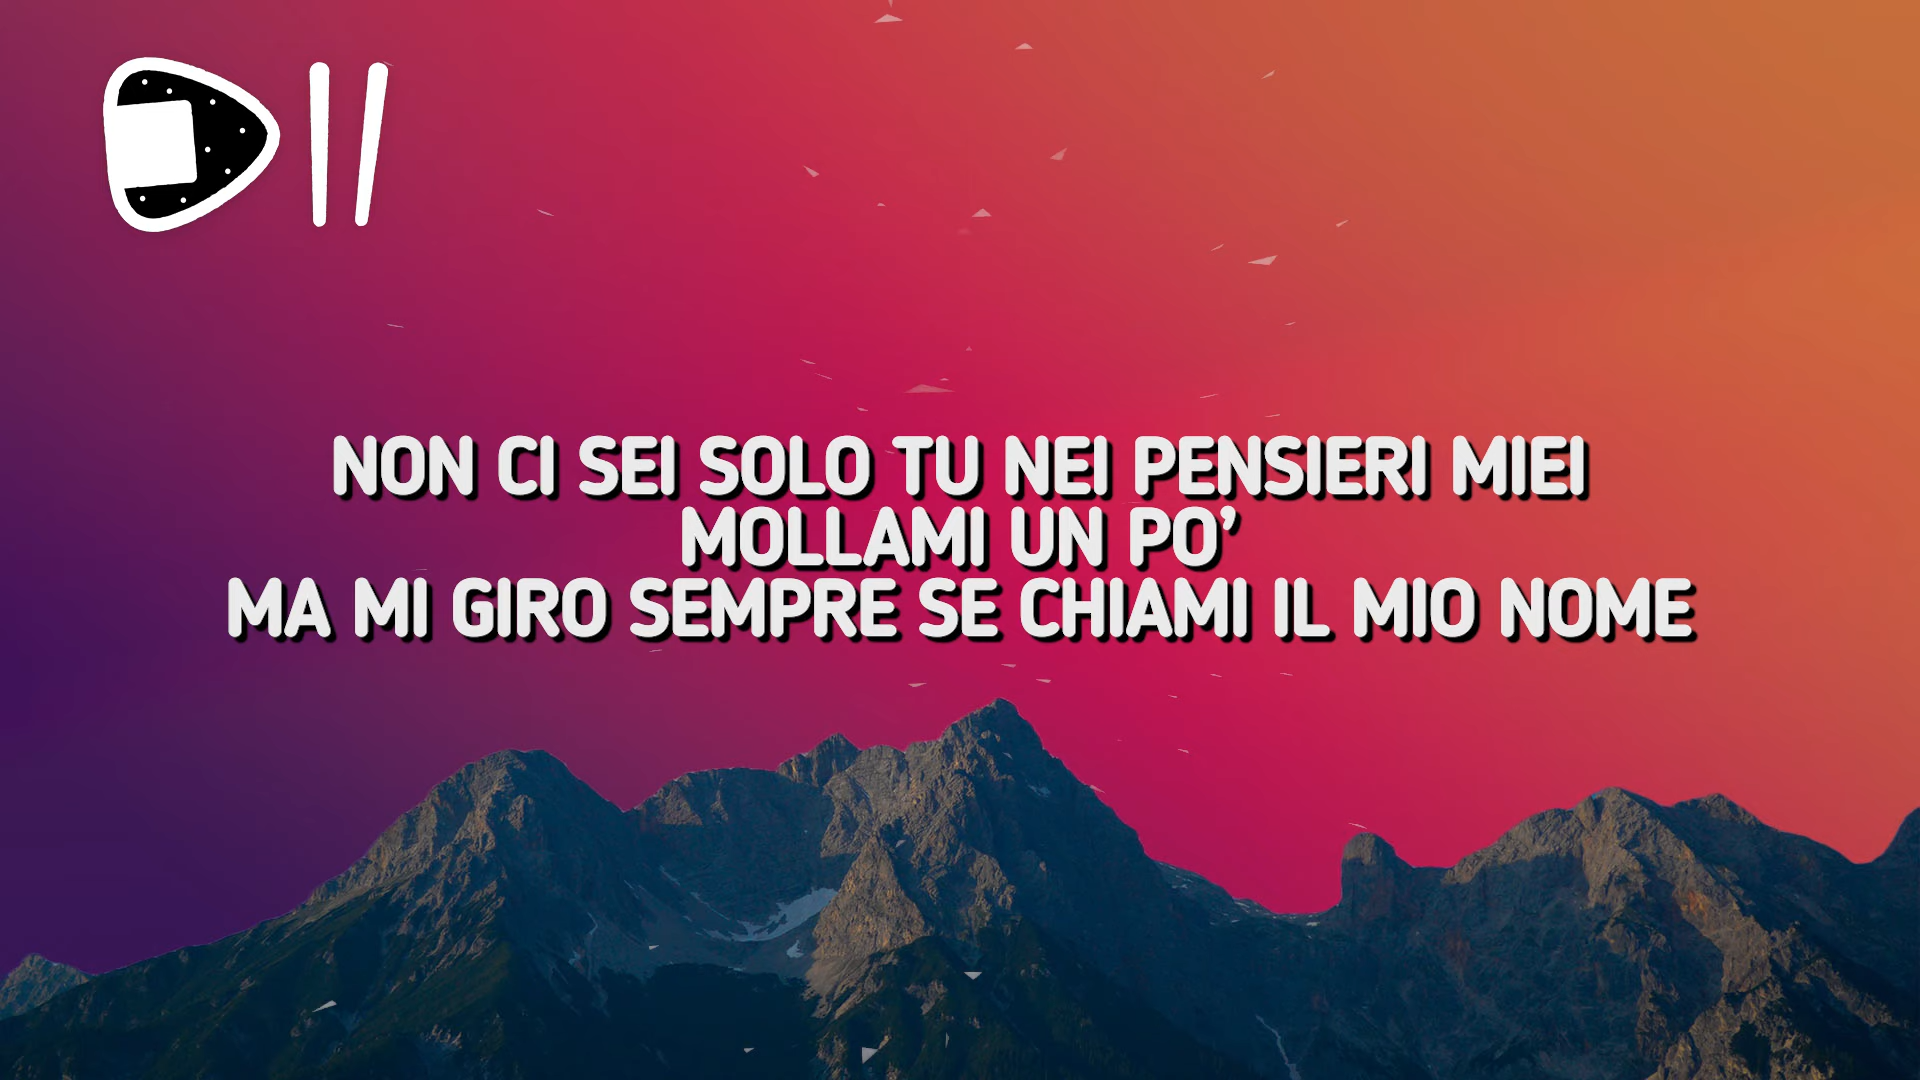 NON CI SEI SOLO TU NEI PENSIERI MIEI
MOLLAMI UN PO’
MA MI GIRO SEMPRE SE CHIAMI IL MIO NOME